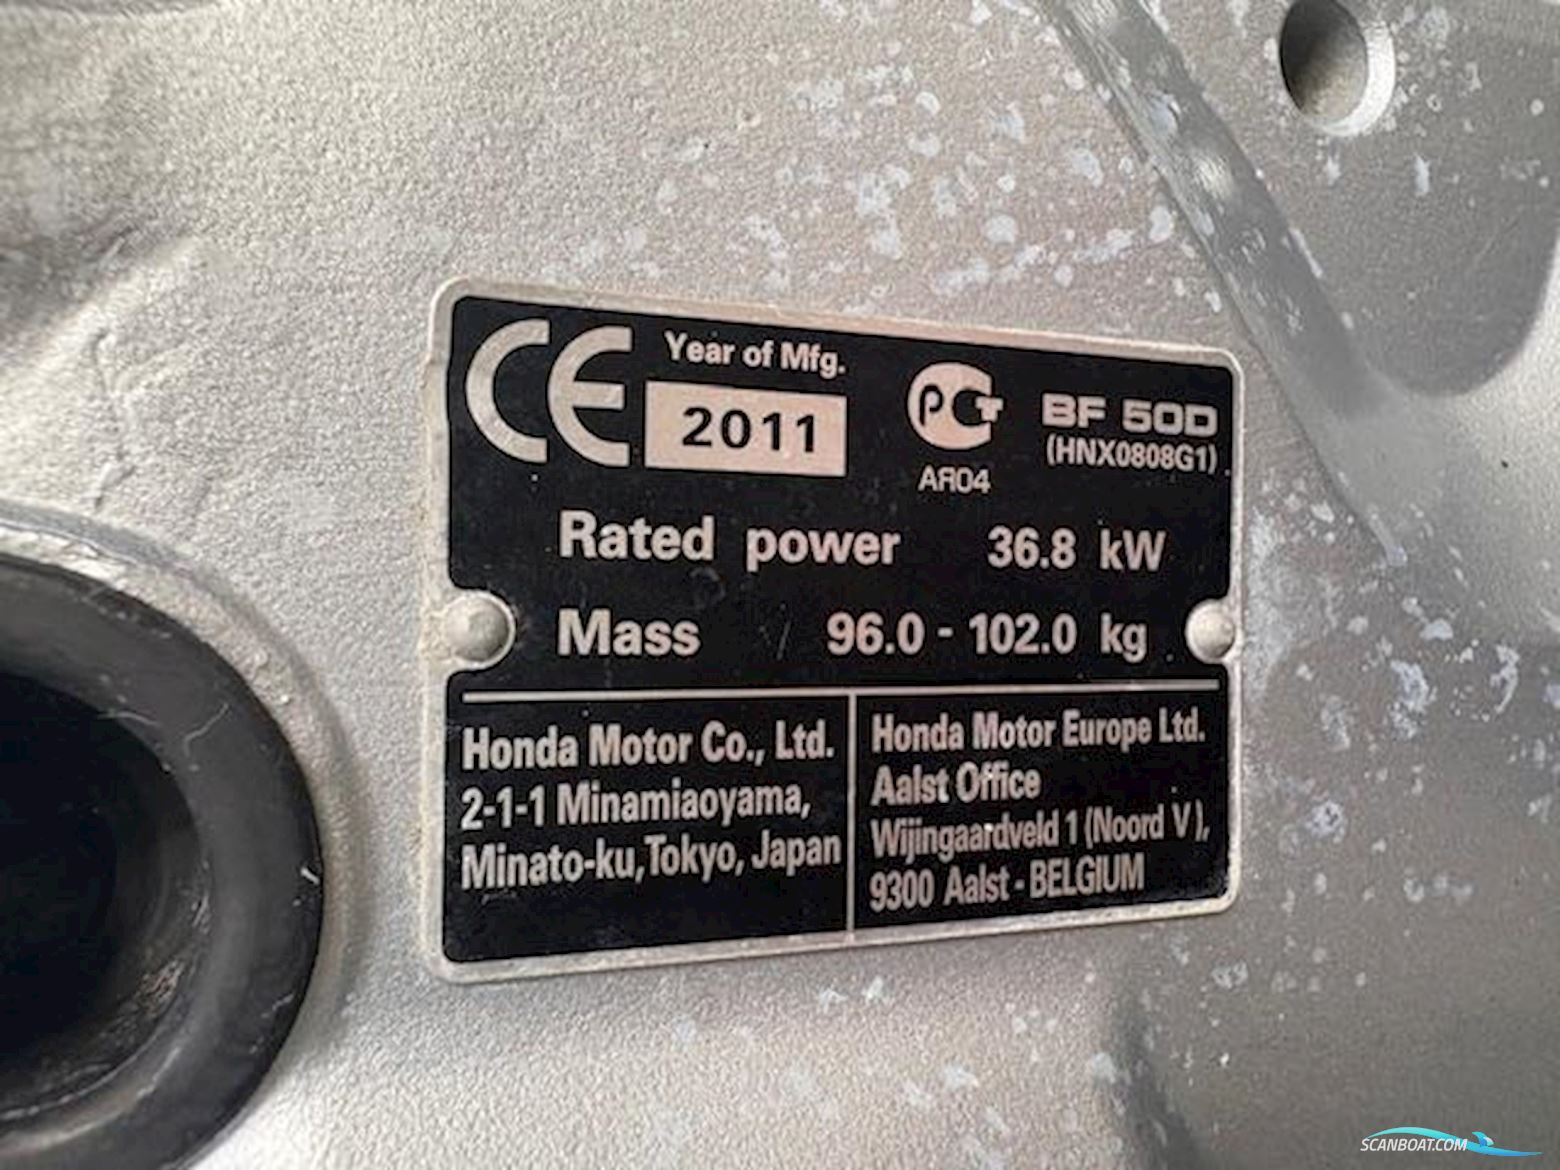 CE
Year of Mfg.
2011
PCT
AЯ04
BF 50D
(HNX0808G1)
Rated power 36.8 kW
Mass 96.0 - 102.0 kg
Honda Motor Co., Ltd.
2-1-1 Minamiaoyama,
Minato-ku, Tokyo, Japan
Honda Motor Europe Ltd.
Aalst Office
Wijingaardveld 1 (Noord V),
9300 Aalst - BELGIUM
SCANBOAT.COM